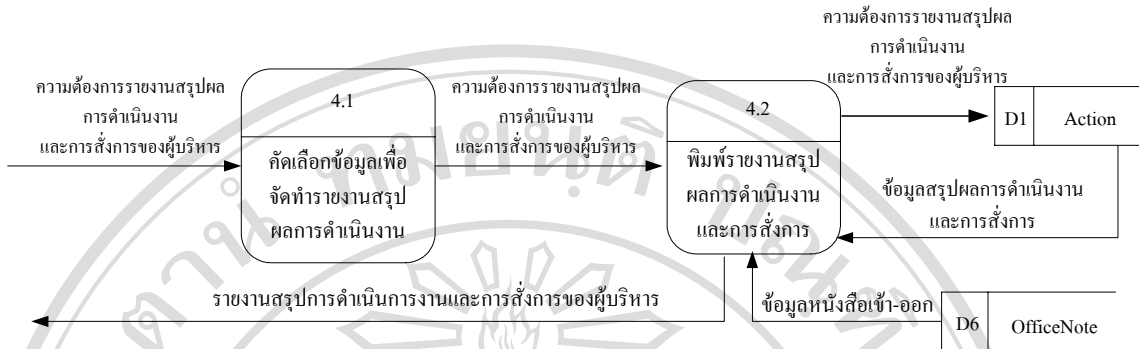 ความต้องการรายงานสรุปผล
การดำเนินงาน
และการสั่งการของผู้บริหาร
4.1
คัดเลือกข้อมูลเพื่อ
จัดทำรายงานสรุป
ผลการดำเนินงาน
ความต้องการรายงานสรุปผล
การดำเนินงาน
และการสั่งการของผู้บริหาร
4.2
พิมพ์รายงานสรุป
ผลการดำเนินงาน
และการสั่งการ
ความต้องการรายงานสรุปผล
การดำเนินงาน
และการสั่งการของผู้บริหาร
D1 Action
ข้อมูลสรุปผลการดำเนินงาน
และการสั่งการ
รายงานสรุปการดำเนินการงานและการสั่งการของผู้บริหาร
ข้อมูลหนังสือเข้า-ออก
D6 OfficeNote